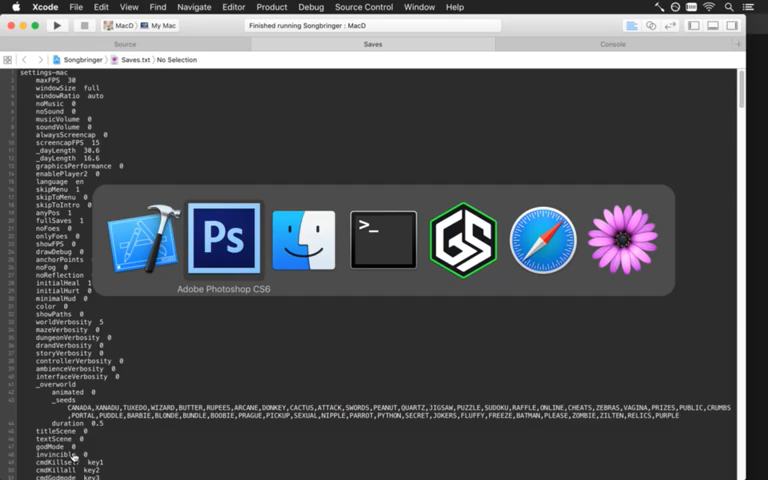 Xcode File Edit View Find Navigate Editor Product Debug Source Control Window Help
MacD My Mac Finished running Songbringer : MacD
Source Saves Console
Songbringer Saves.txt No Selection
settings-mac
maxFPS 30
windowSize full
windowRatio auto
noMusic 0
noSound 0
musicVolume 0
soundVolume 0
alwaysScreencap 0
screencapFPS 15
_dayLength 30.6
dayLength 16.6
graphicsPerformance 0
enablePlayer2 0
language en
skipMenu 1
skipToMenu 0
skipToIntro 0
anyPos 1
fullSaves 1
noFoes 0
onlyFoes 0
showFPS 0
drawDebug 0
anchorPoints
noFog 0
noReflection
initialHeal 1
initialHurt 0
minimalHud 0
color 0
showPaths 0
worldVerbosity 5
mazeVerbosity 0
dungeonVerbosity 0
drandVerbosity 0
storyVerbosity 0
controllerVerbosity 0
ambienceVerbosity 0
interfaceVerbosity 0
_overworld
animated 0
_seeds
CANADA,XANADU,TUXEDO,WIZARD,BUTTER,RUPEES,ARCANE,DONKEY,CACTUS,ATTACK,SWORDS,PEANUT,QUARTZ,JIGSAW,PUZZLE,SUDOKU,RAFFLE,ONLINE,CHEATS,ZEBRAS,VAGINA,PRIZES,PUBLIC,CRUMBS
,PORTAL,PUDDLE,BARBIE,BLONDE,BUNDLE,BOOBIE,PRAGUE,PICKUP,SEXUAL,NIPPLE,PARROT,PYTHON,SECRET,JOKERS,FLUFFY,FREEZE,BATMAN,PLEASE,ZOMBIE,ZILTEN,RELICS,PURPLE
duration 0.5
titleScene 0
textScene 0
godMode 0
invincible 0
key1
cmdKillall key2
cmdGodmode key3
Ps
>_
GS
Adobe Photoshop CS6